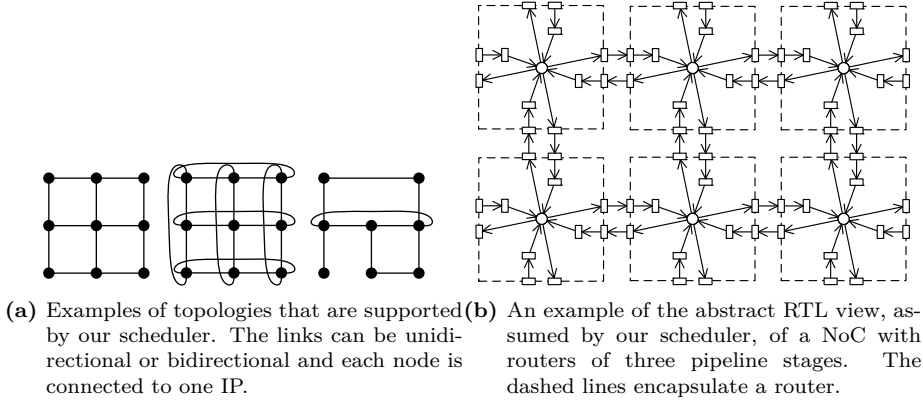 (a) Examples of topologies that are supported
by our scheduler. The links can be unidi-
rectional or bidirectional and each node is
connected to one IP.
(b) An example of the abstract RTL view, as-
sumed by our scheduler, of a NoC with
routers of three pipeline stages. The
dashed lines encapsulate a router.